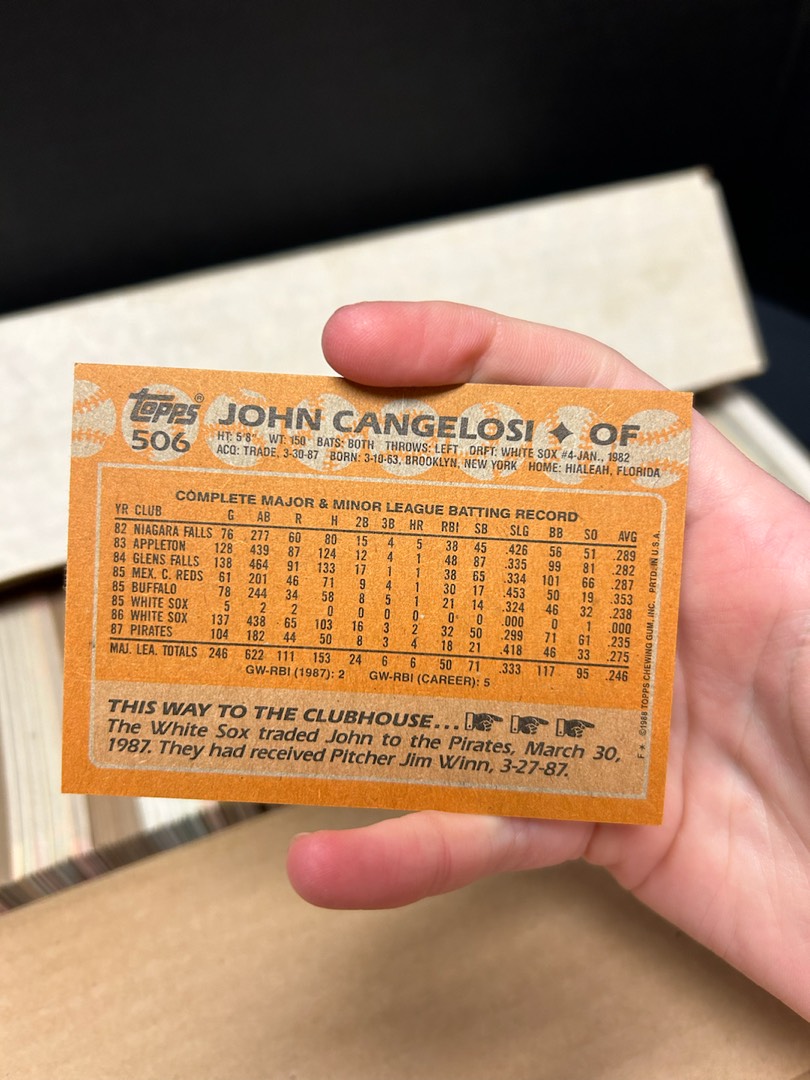 topps®
506
JOHN CANGELOSI ✦ OF
HT: 5'8" WT: 150 BATS: BOTH THROWS: LEFT DRFT: WHITE SOX #4-JAN., 1982
ACQ: TRADE, 3-30-87 BORN: 3-10-63, BROOKLYN, NEW YORK HOME: HIALEAH, FLORIDA
COMPLETE MAJOR & MINOR LEAGUE BATTING RECORD
YR CLUB G AB R H 2B 3B HR RBI SB SLG BB SO AVG
82 NIAGARA FALLS 76 277 60 80 15 4 5 38 45 .426 56 51 .289
83 APPLETON 128 439 87 124 12 4 1 48 87 .335 99 81 .282
84 GLENS FALLS 138 464 91 133 17 1 1 38 65 .334 101 66 .287
85 MEX. C. REDS 61 201 46 71 9 4 1 30 17 .453 50 19 .353
85 BUFFALO 78 244 34 58 8 5 1 21 14 .324 46 32 .238
85 WHITE SOX 5 2 2 0 0 0 0 0 0 .000 0 1 .000
86 WHITE SOX 137 438 65 103 16 3 2 32 50 .299 71 61 .235
87 PIRATES 104 182 44 50 8 3 4 18 21 .418 46 33 .275
MAJ. LEA. TOTALS 246 622 111 153 24 6 6 50 71 .333 117 95 .246
GW-RBI (1987): 2 GW-RBI (CAREER): 5
THIS WAY TO THE CLUBHOUSE...
The White Sox traded John to the Pirates, March 30,
1987. They had received Pitcher Jim Winn, 3-27-87.
F* ©1988 TOPPS CHEWING GUM, INC. PRTD. IN U.S.A.